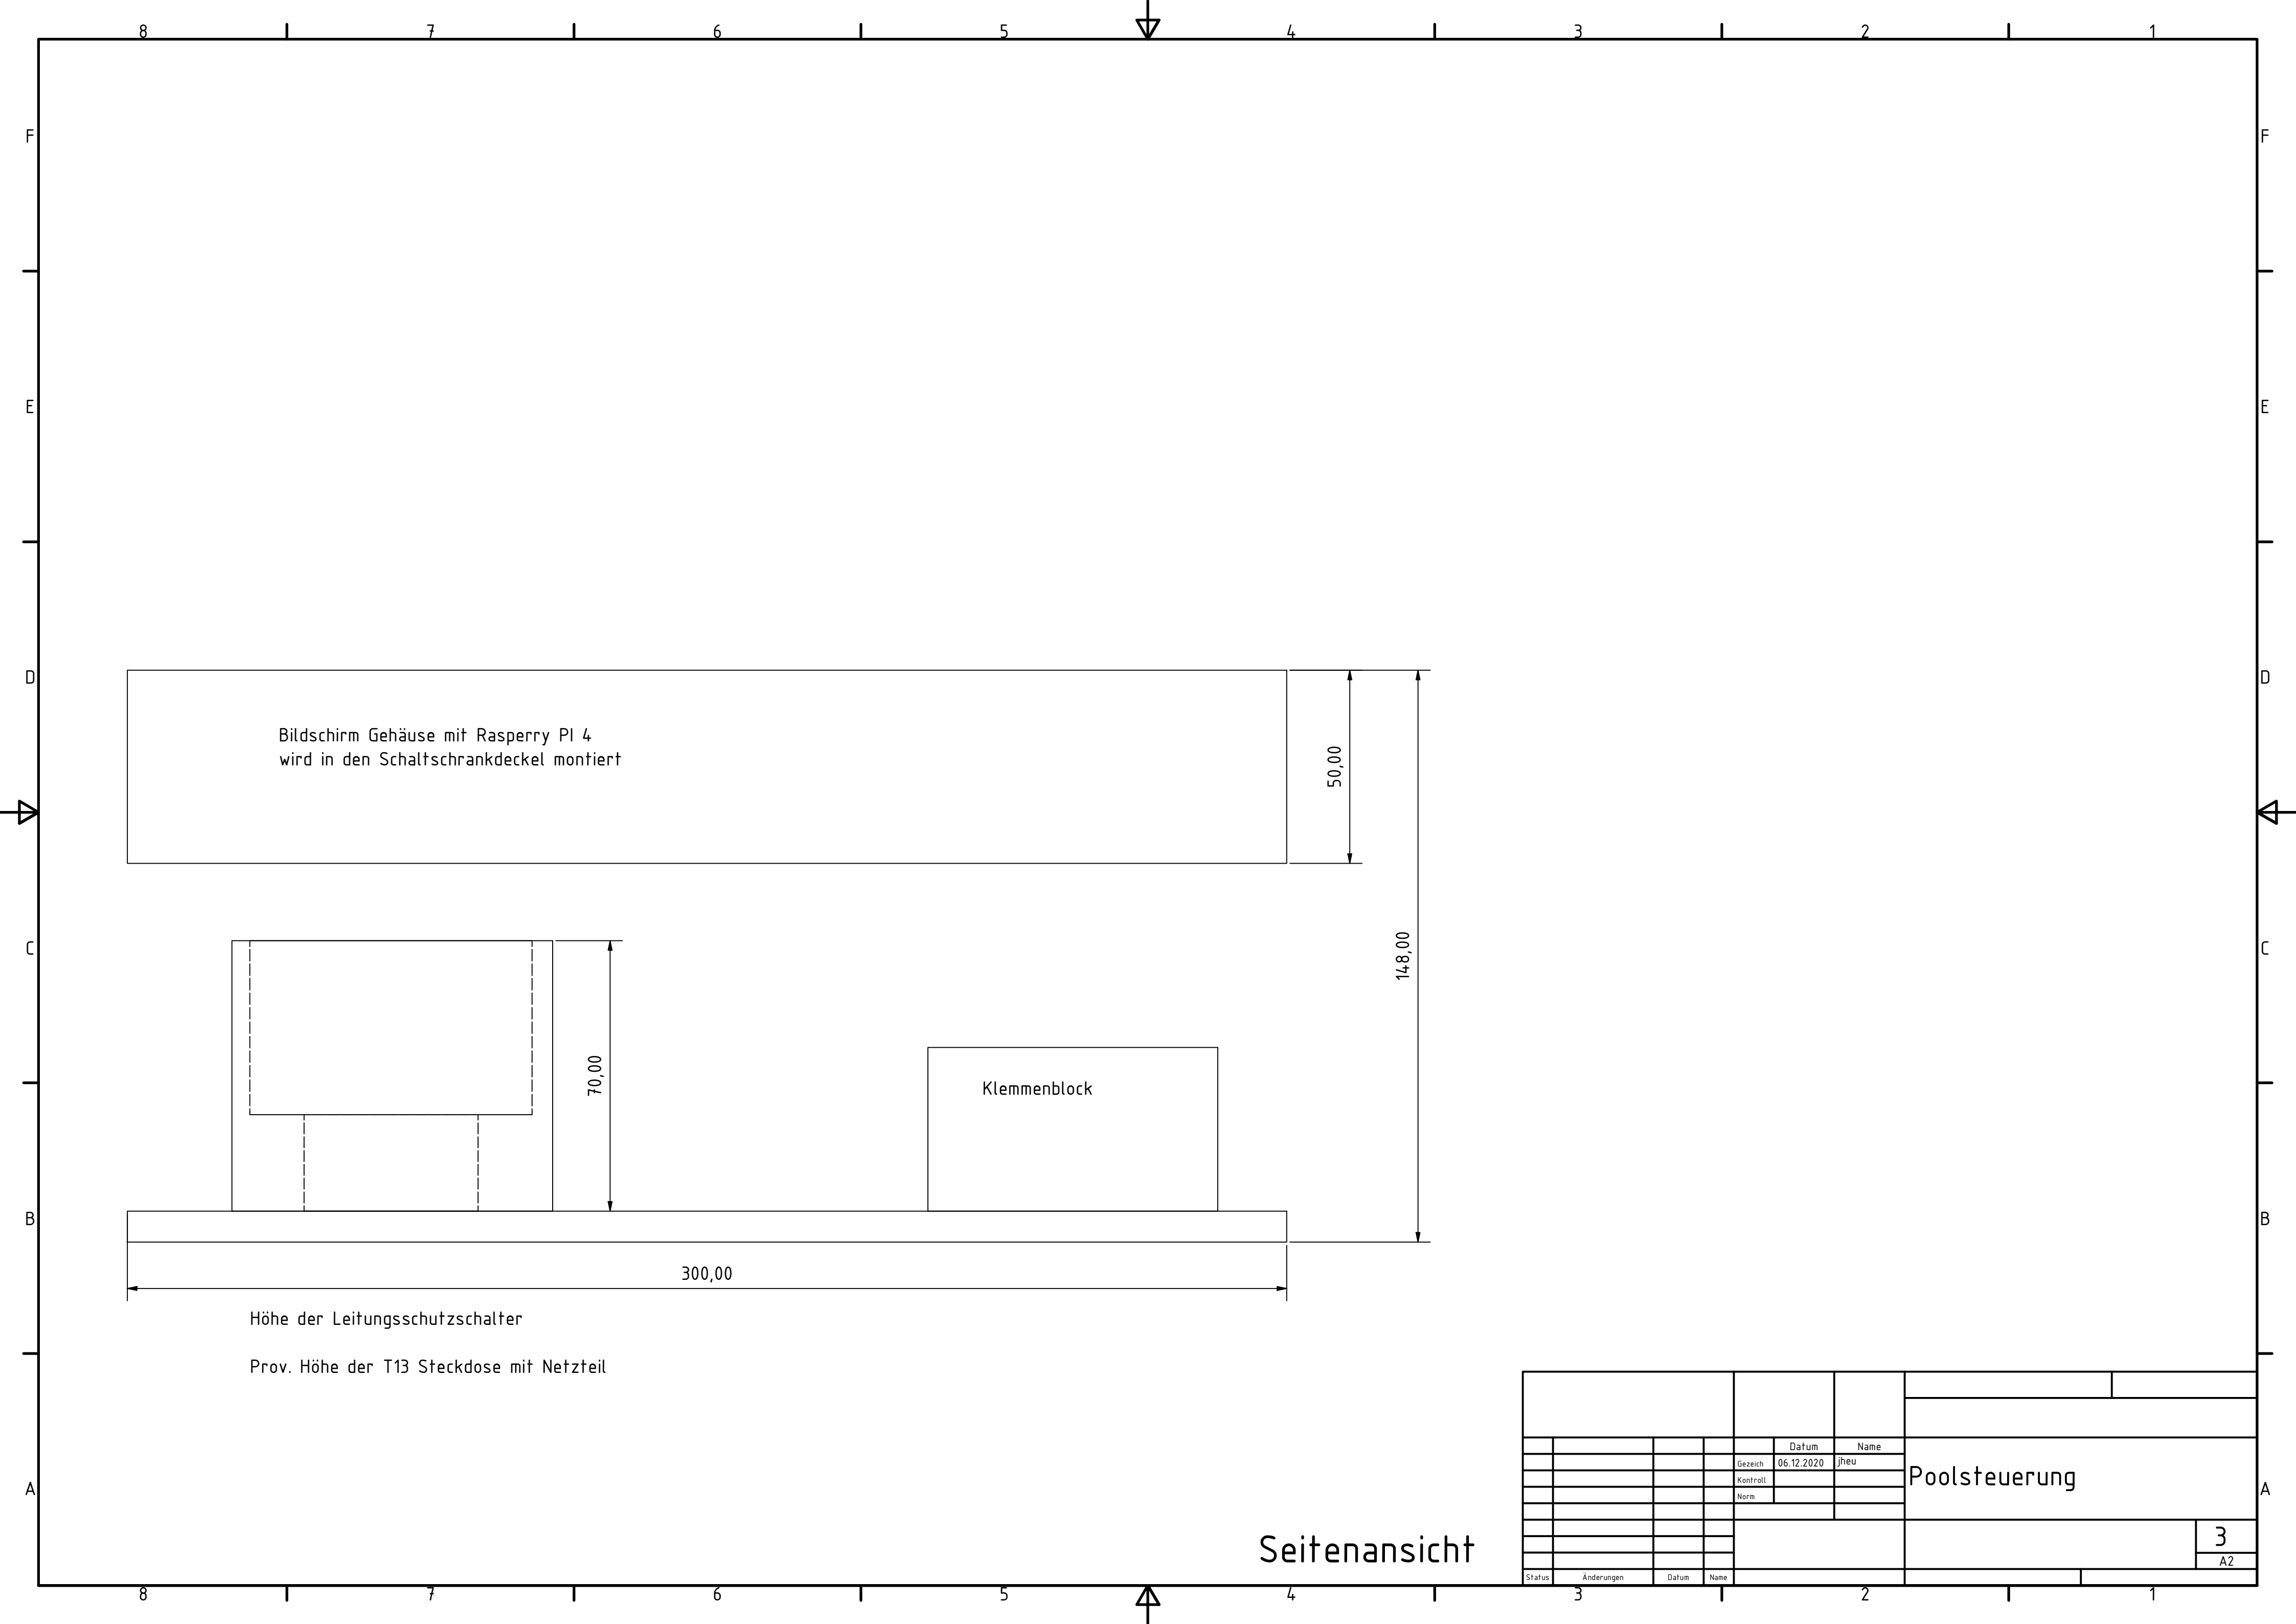 8 7 6 5 4 3 2 1
F F
E E
D D
Bildschirm Gehäuse mit Rasperry PI 4
wird in den Schaltschrankdeckel montiert
50,00
148,00
C C
70,00
Klemmenblock
B B
300,00
Höhe der Leitungsschutzschalter
Prov. Höhe der T13 Steckdose mit Netzteil
Datum Name
Gezeich 06.12.2020 jheu
Kontroll
Norm
Poolsteuerung
A A
Seitenansicht
3
A2
Status Änderungen Datum Name
8 7 6 5 4 3 2 1